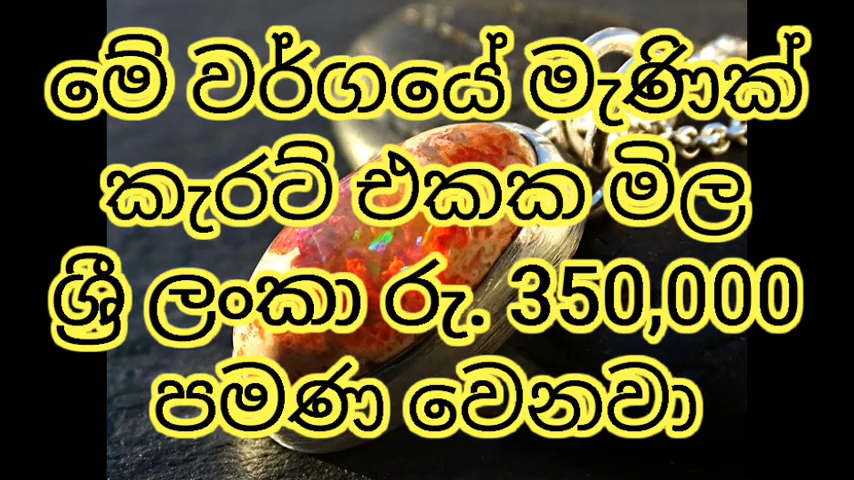 මේ වර්ගයේ මැණික්
කැරට් එකක මිල
ශ්‍රී ලංකා රු. 350,000
පමණ වෙනවා